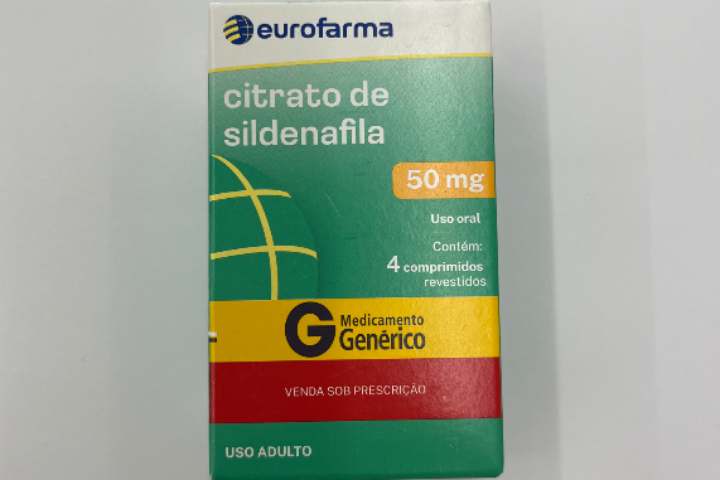 eurofarma
citrato de
sildenafila
50 mg
Uso oral
Contém:
4 comprimidos
revestidos
G Medicamento
Genérico
VENDA SOB PRESCRIÇÃO
USO ADULTO